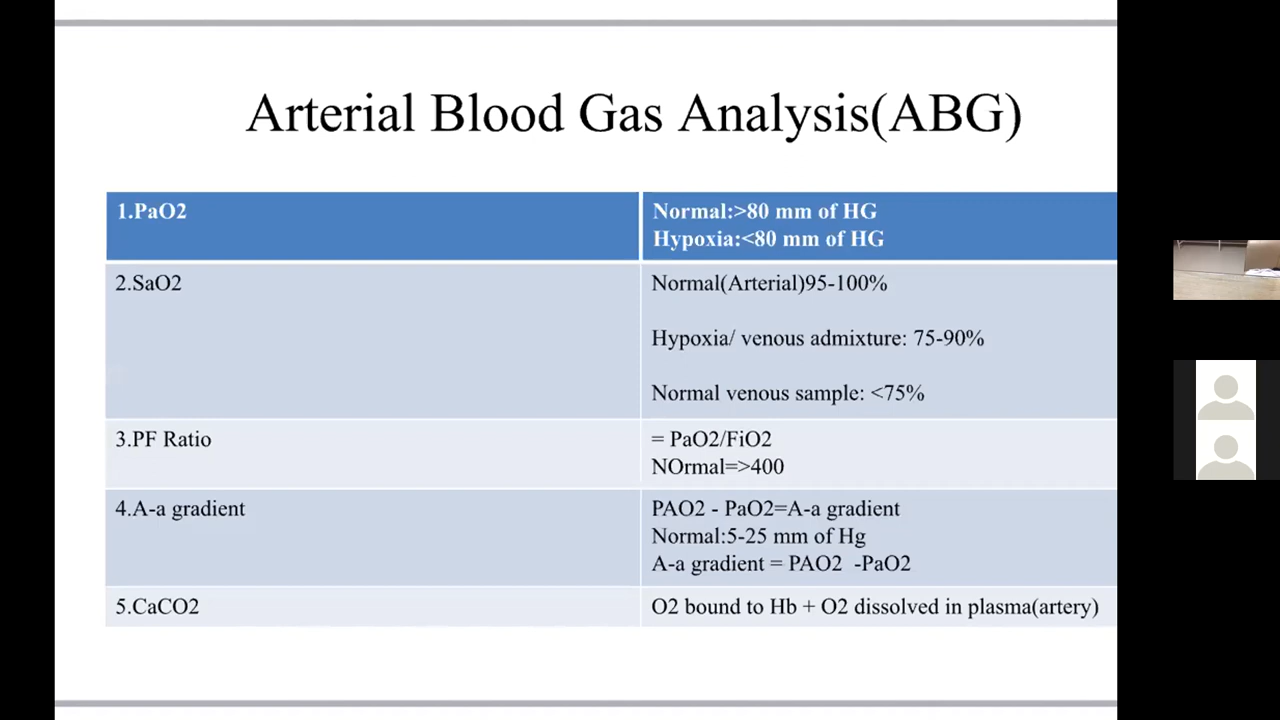 Arterial Blood Gas Analysis(ABG)
1.PaO2
Normal:>80 mm of HG
Hypoxia:<80 mm of HG
2.SaO2
Normal(Arterial)95-100%
Hypoxia/ venous admixture: 75-90%
Normal venous sample: <75%
3.PF Ratio
= PaO2/FiO2
NOrmal=>400
4.A-a gradient
PAO2 - PaO2=A-a gradient
Normal:5-25 mm of Hg
A-a gradient = PAO2  -PaO2
5.CaCO2
O2 bound to Hb + O2 dissolved in plasma(artery)